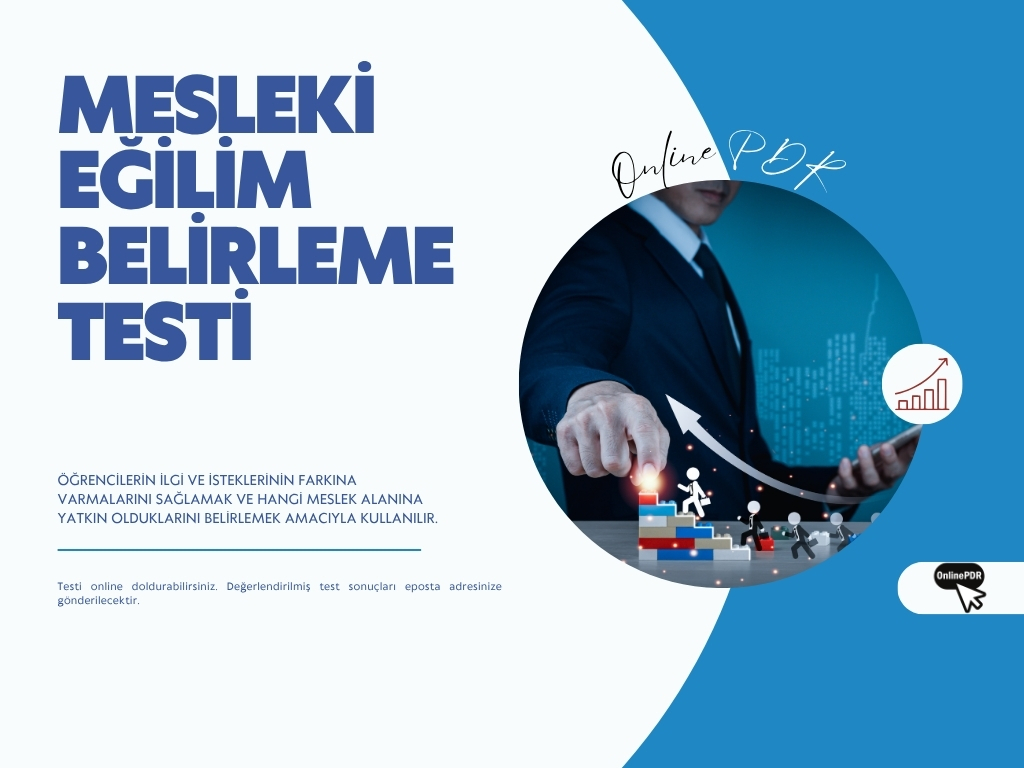 MESLEKİ
EĞİLİM
BELİRLEME
TESTİ
Online PDR
ÖĞRENCİLERİN İLGİ VE İSTEKLERİNİN FARKINA
VARMALARINI SAĞLAMAK VE HANGİ MESLEK ALANINA
YATKIN OLDUKLARINI BELİRLEMEK AMACIYLA KULLANILIR.
Testi online doldurabilirsiniz. Değerlendirilmiş test sonuçları eposta adresinize
gönderilecektir.
OnlinePDR